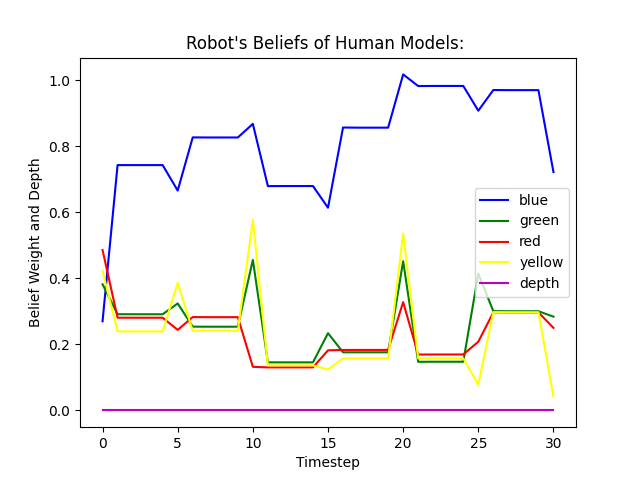 Robot's Beliefs of Human Models:
Belief Weight and Depth
1.0
0.8
0.6
0.4
0.2
0.0
blue
green
red
yellow
depth
0 5 10 15 20 25 30
Timestep